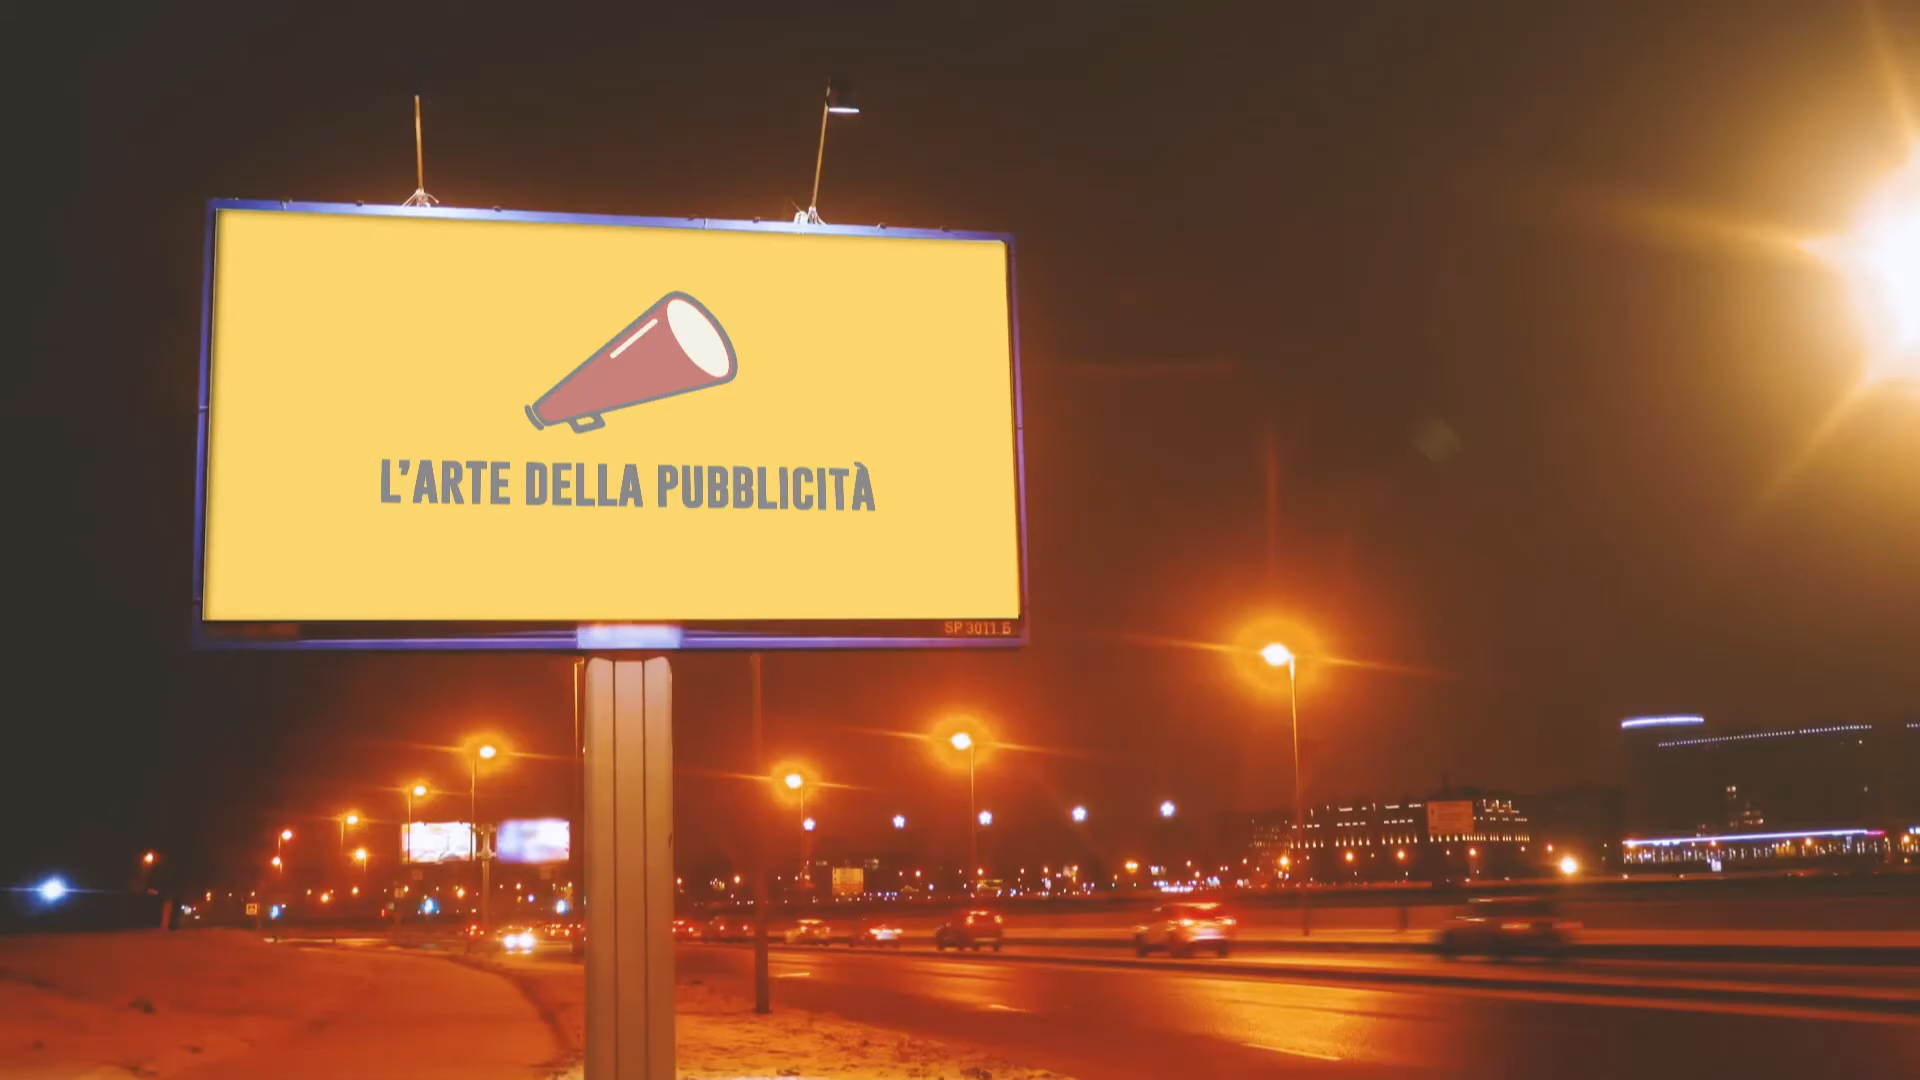 L'ARTE DELLA PUBBLICITÀ
SP 3011 Б